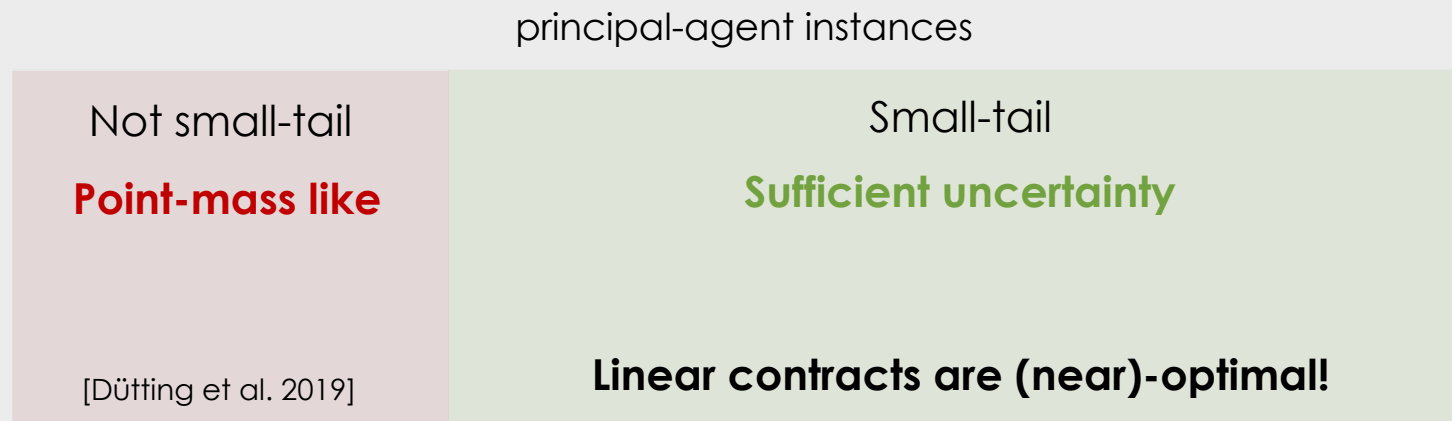 principal-agent instances
Not small-tail
Point-mass like
[Dütting et al. 2019]
Small-tail
Sufficient uncertainty
Linear contracts are (near)-optimal!